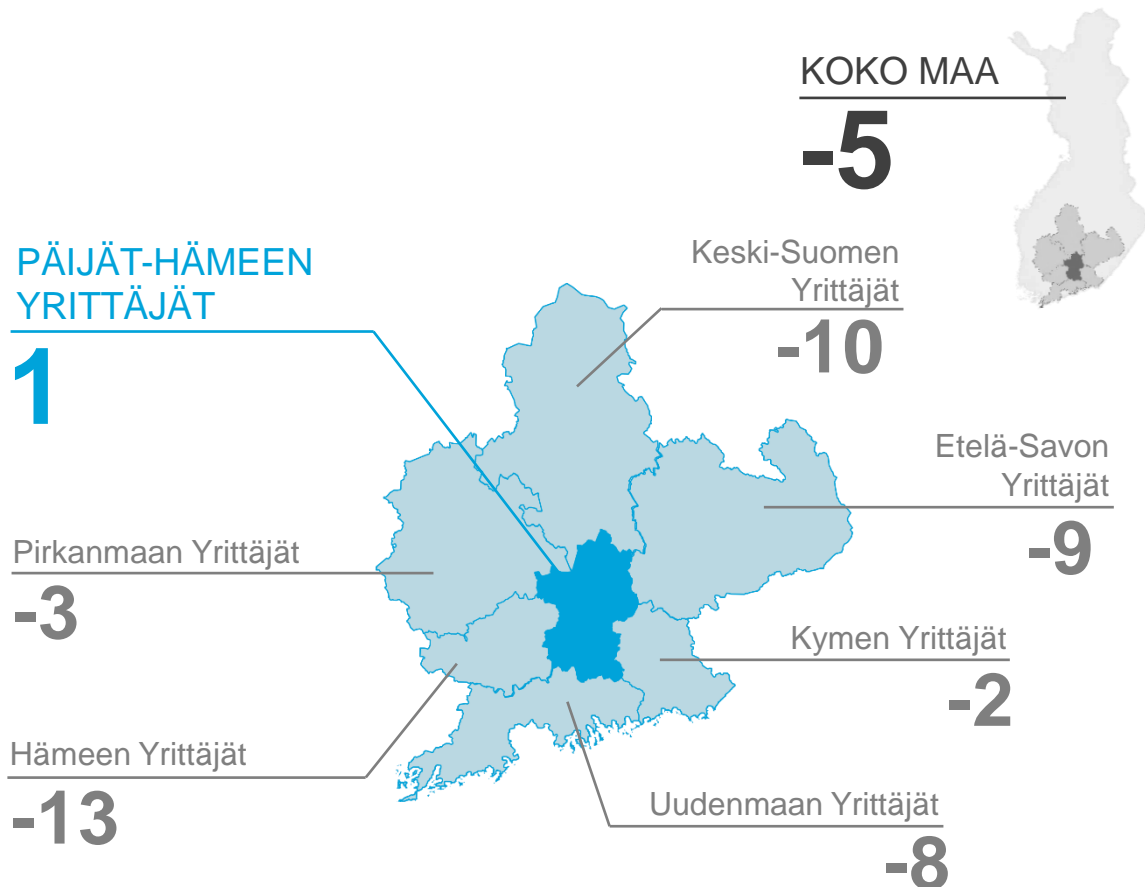 KOKO MAA
-5
PÄIJÄT-HÄMEEN
YRITTÄJÄT
1
Keski-Suomen
Yrittäjät
-10
Etelä-Savon
Yrittäjät
-9
Pirkanmaan Yrittäjät
-3
Kymen Yrittäjät
-2
Hämeen Yrittäjät
-13
Uudenmaan Yrittäjät
-8